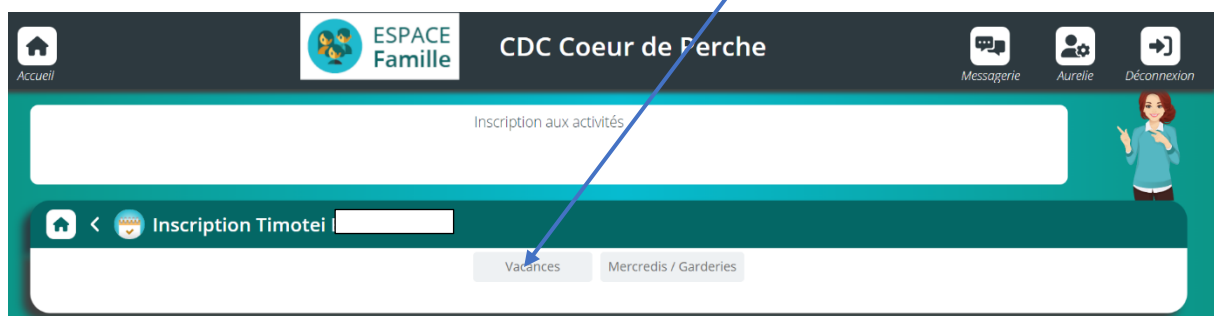 ESPACE
Famille
CDC Coeur de Perche
Accueil
Messagerie
Aurelie
Déconnexion
Inscription aux activités
Inscription Timotei
Vacances
Mercredis / Garderies